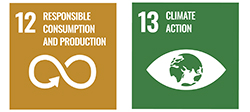 12 RESPONSIBLE
CONSUMPTION
AND PRODUCTION
13 CLIMATE
ACTION